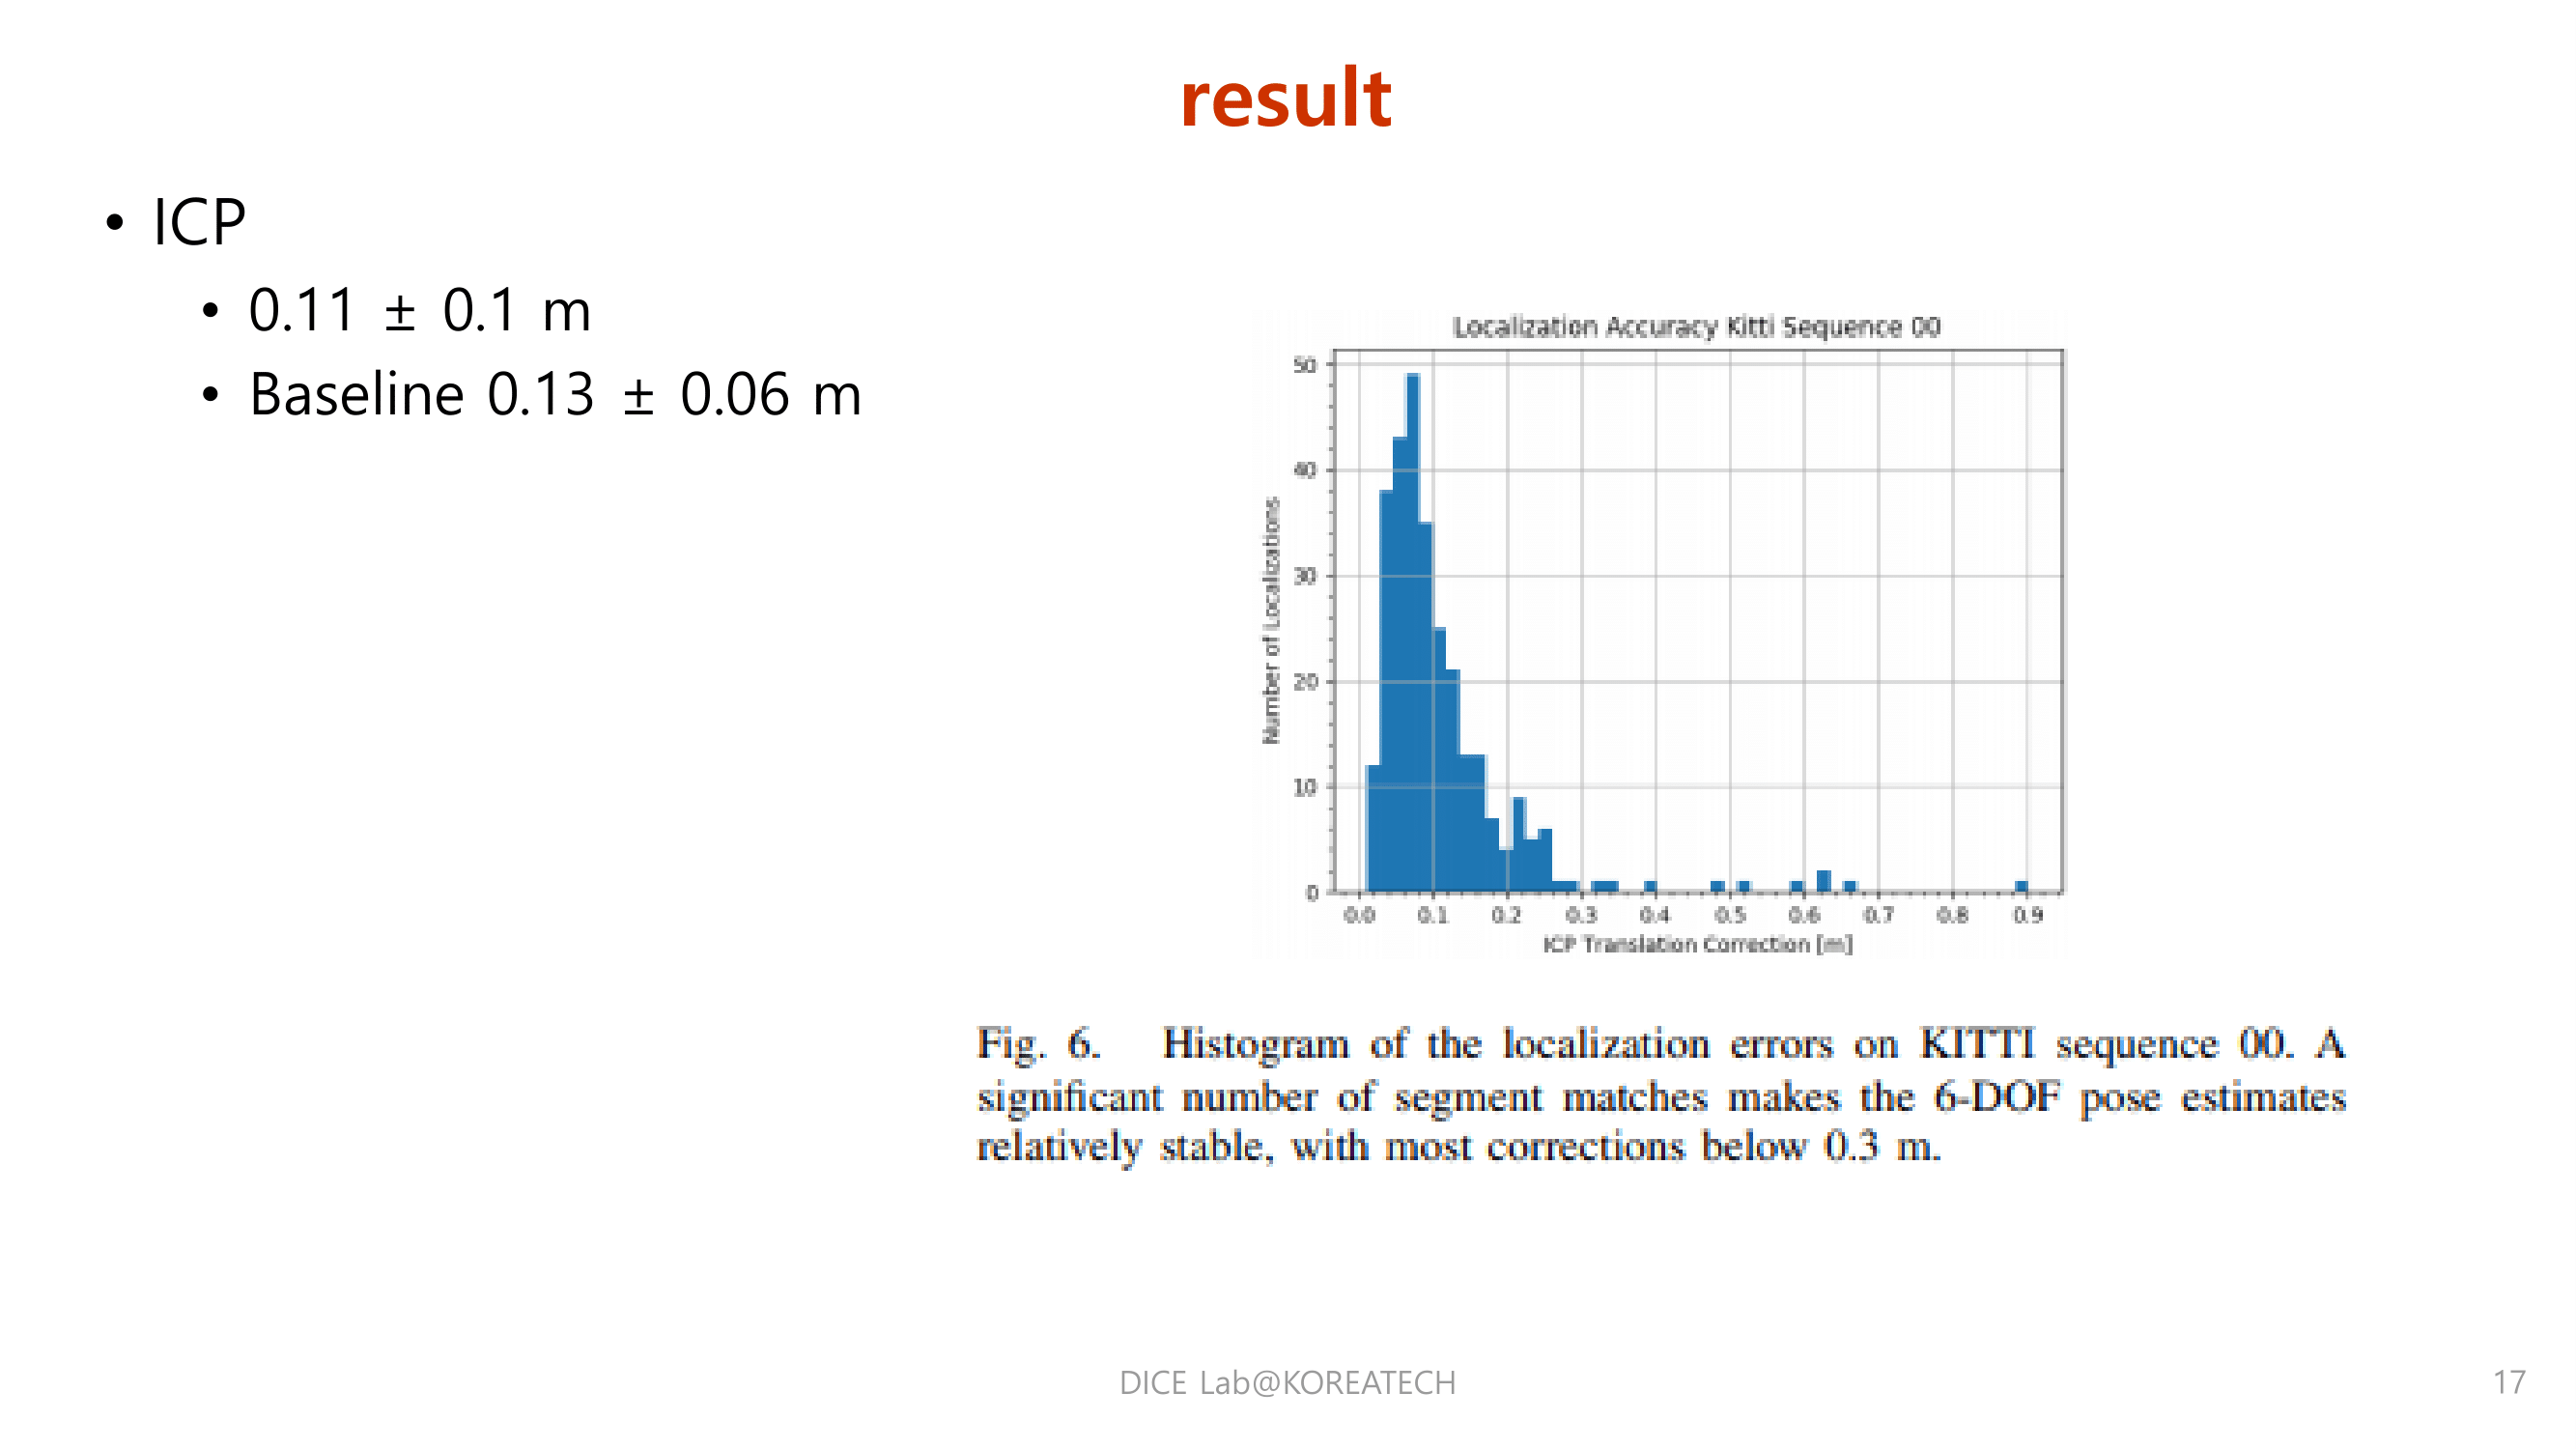 result
• ICP
• 0.11 ± 0.1 m
• Baseline 0.13 ± 0.06 m
Localization Accuracy Kitti Sequence 00
50
40
30
20
10
0
Number of Localizations
0.0 0.1 0.2 0.3 0.4 0.5 0.6 0.7 0.8 0.9
ICP Translation Correction [m]
Fig. 6. Histogram of the localization errors on KITTI sequence 00. A
significant number of segment matches makes the 6-DOF pose estimates
relatively stable, with most corrections below 0.3 m.
DICE Lab@KOREATECH
17